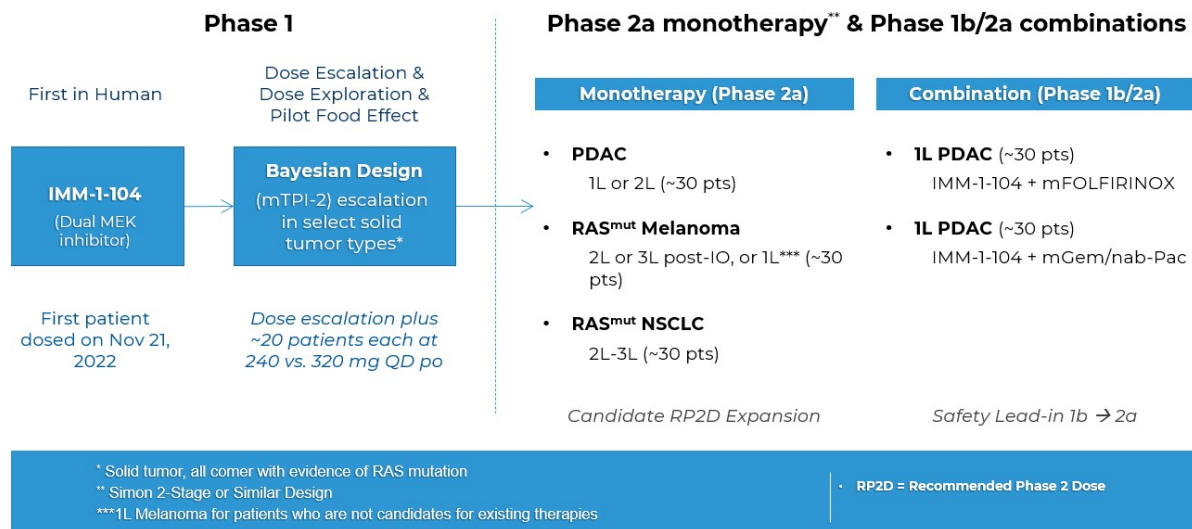 Phase 1
Phase 2a monotherapy** & Phase 1b/2a combinations
First in Human
Dose Escalation &
Dose Exploration &
Pilot Food Effect
IMM-1-104
(Dual MEK
inhibitor)
Bayesian Design
(mTPI-2) escalation
in select solid
tumor types*
First patient
dosed on Nov 21,
2022
Dose escalation plus
~20 patients each at
240 vs. 320 mg QD po
Monotherapy (Phase 2a)
• PDAC
1L or 2L (~30 pts)
• RASmut Melanoma
2L or 3L post-IO, or 1L*** (~30
pts)
• RASmut NSCLC
2L-3L (~30 pts)
Candidate RP2D Expansion
Combination (Phase 1b/2a)
• 1L PDAC (~30 pts)
IMM-1-104 + mFOLFIRINOX
• 1L PDAC (~30 pts)
IMM-1-104 + mGem/nab-Pac
Safety Lead-in 1b → 2a
* Solid tumor, all comer with evidence of RAS mutation
** Simon 2-Stage or Similar Design
***1L Melanoma for patients who are not candidates for existing therapies
• RP2D = Recommended Phase 2 Dose